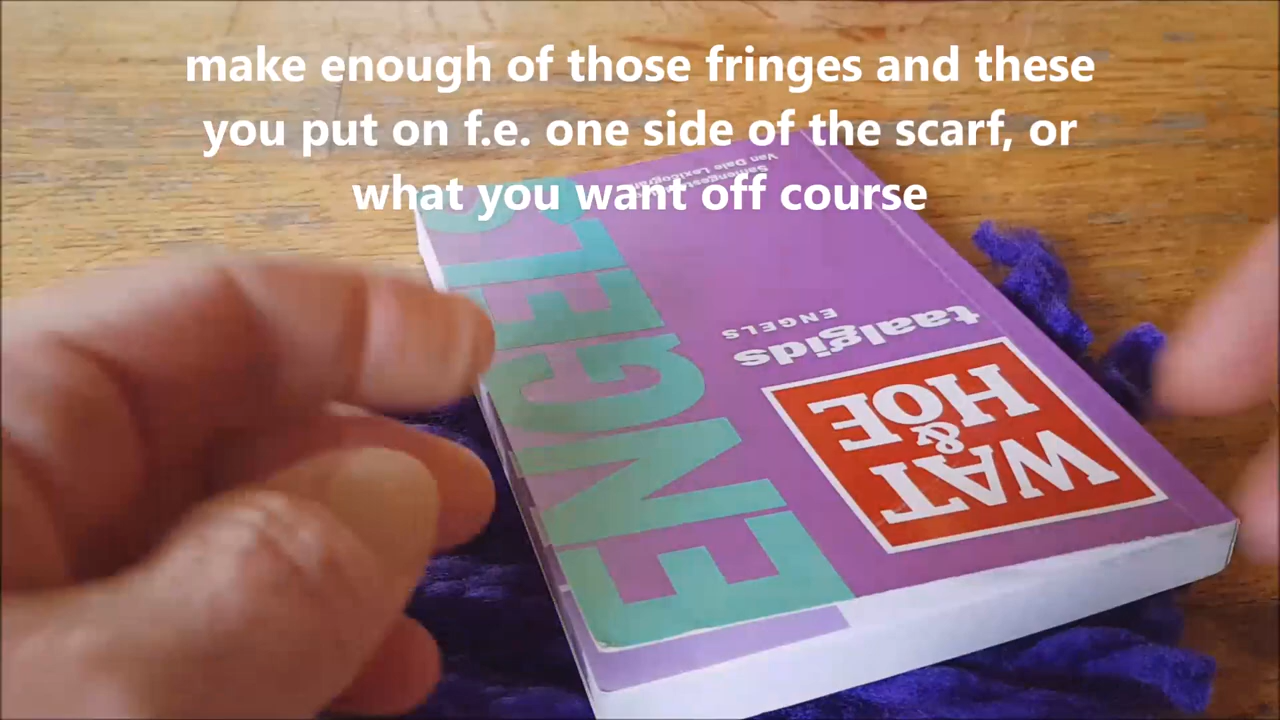 make enough of those fringes and these
you put on f.e. one side of the scarf, or
what you want off course
Van Dale Lexicogra
taalgids
ENGELS
WAT
&
HOE
ENGELS